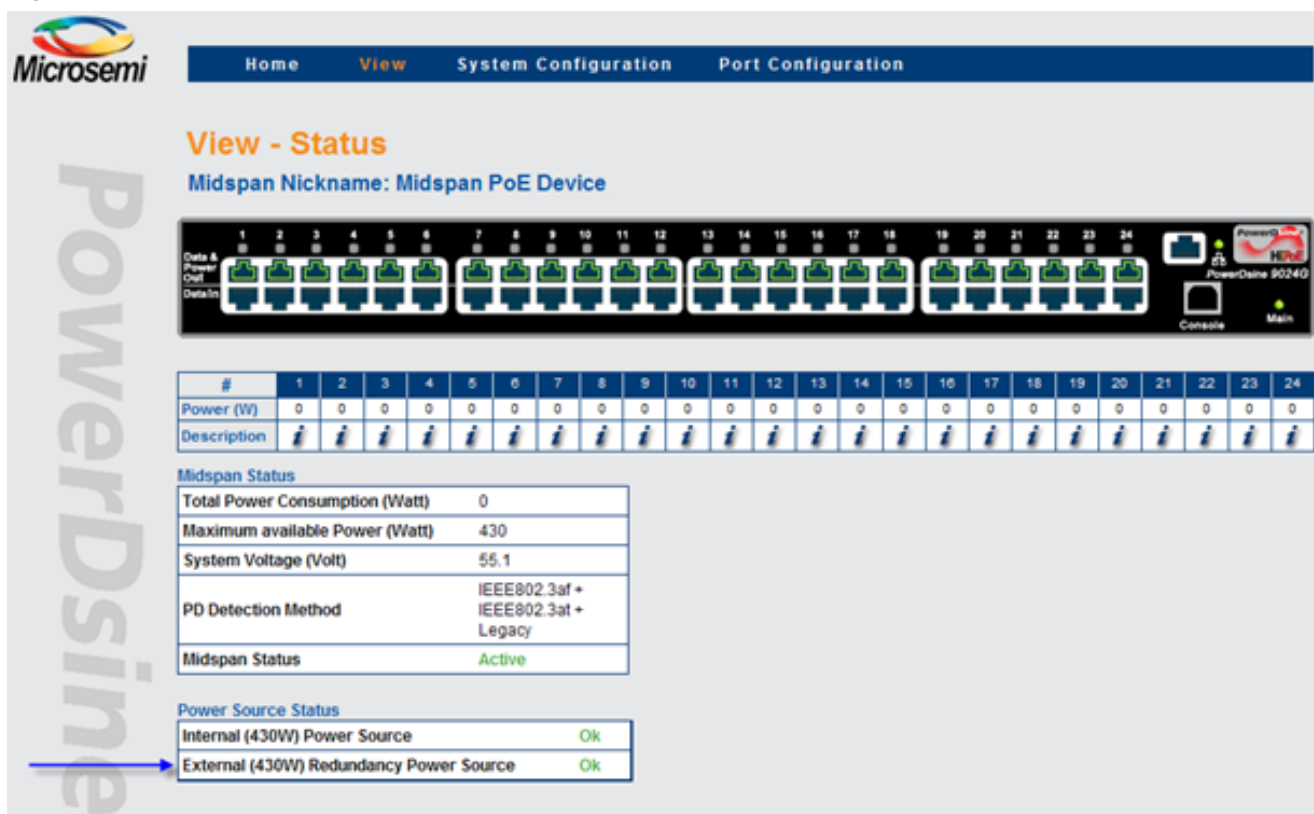 Microsemi
Home View System Configuration Port Configuration
PowerDsine
View - Status
Midspan Nickname: Midspan PoE Device
1 2 3 4 5 6 7 8 9 10 11 12 13 14 15 16 17 18 19 20 21 22 23 24
Data &
Power
Out
Data In
HiPoE
PowerDsine 9024G
Console Main
# 1 2 3 4 5 6 7 8 9 10 11 12 13 14 15 16 17 18 19 20 21 22 23 24
Power (W) 0 0 0 0 0 0 0 0 0 0 0 0 0 0 0 0 0 0 0 0 0 0 0 0
Description i i i i i i i i i i i i i i i i i i i i i i i i
Midspan Status
Total Power Consumption (Watt) 0
Maximum available Power (Watt) 430
System Voltage (Volt) 55.1
PD Detection Method IEEE802.3af +
IEEE802.3at +
Legacy
Midspan Status Active
Power Source Status
Internal (430W) Power Source Ok
External (430W) Redundancy Power Source Ok